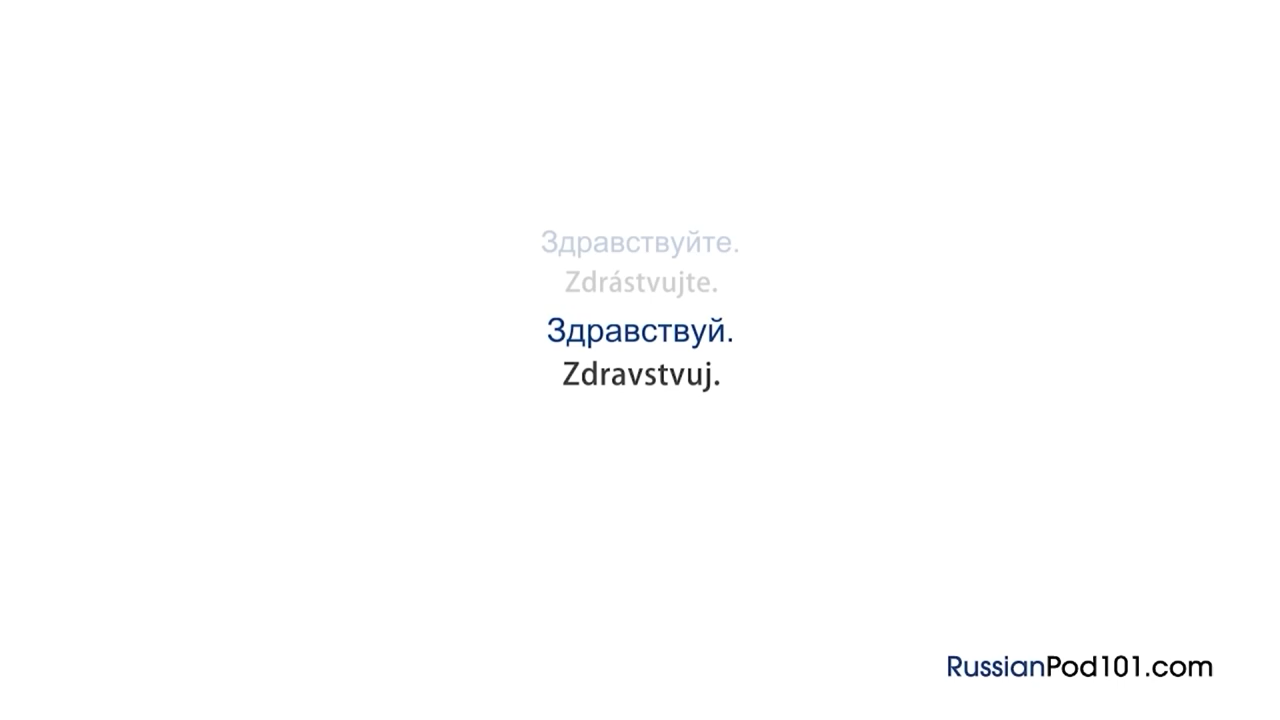 Здравствуйте.
Zdrástvujte.
Здравствуй.
Zdravstvuj.
RussianPod101.com